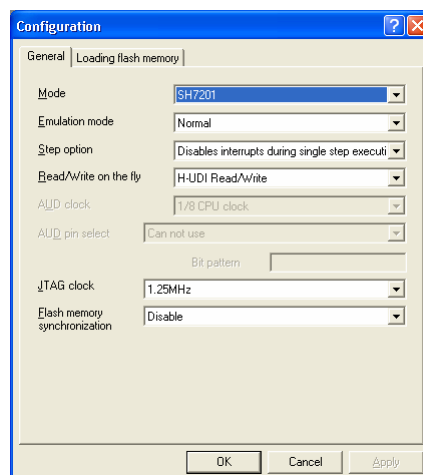 Configuration
General Loading flash memory
Mode SH7201
Emulation mode Normal
Step option Disables interrupts during single step executi
Read/Write on the fly H-UDI Read/Write
AUD clock 1/8 CPU clock
AUD pin select Can not use
Bit pattern
JTAG clock 1.25MHz
Flash memory synchronization Disable
OK Cancel Apply